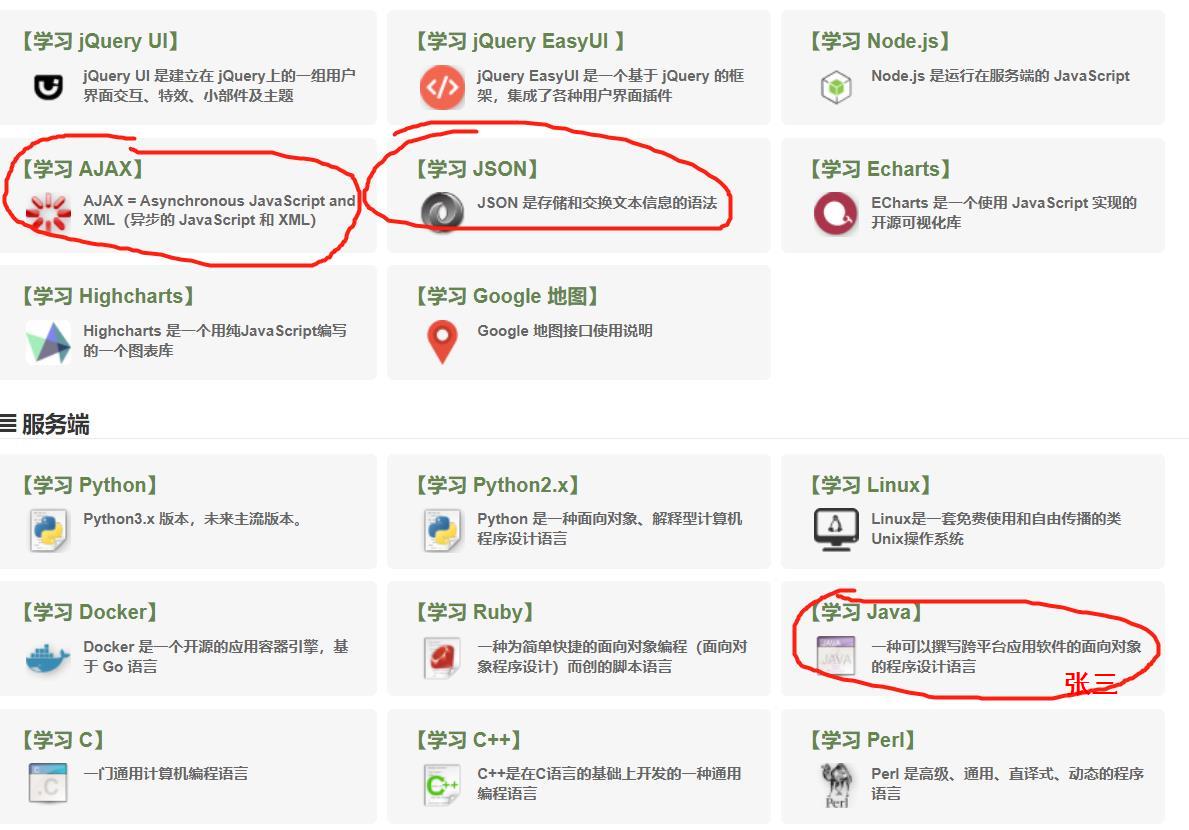 【学习 jQuery UI】
jQuery UI 是建立在 jQuery上的一组用户
界面交互、特效、小部件及主题
【学习 jQuery EasyUI 】
jQuery EasyUI 是一个基于 jQuery 的框
架，集成了各种用户界面插件
【学习 Node.js】
Node.js 是运行在服务端的 JavaScript
【学习 AJAX】
AJAX = Asynchronous JavaScript and
XML（异步的 JavaScript 和 XML）
【学习 JSON】
JSON 是存储和交换文本信息的语法
【学习 Echarts】
ECharts 是一个使用 JavaScript 实现的
开源可视化库
【学习 Highcharts】
Highcharts 是一个用纯JavaScript编写
的一个图表库
【学习 Google 地图】
Google 地图接口使用说明
服务端
【学习 Python】
Python3.x 版本，未来主流版本。
【学习 Python2.x】
Python 是一种面向对象、解释型计算机
程序设计语言
【学习 Linux】
Linux是一套免费使用和自由传播的类
Unix操作系统
【学习 Docker】
Docker 是一个开源的应用容器引擎，基
于 Go 语言
【学习 Ruby】
一种为简单快捷的面向对象编程（面向对
象程序设计）而创的脚本语言
【学习 Java】
JAVA
JAVA
一种可以撰写跨平台应用软件的面向对象
的程序设计语言
张三
【学习 C】
.C
一门通用计算机编程语言
【学习 C++】
C++
C++是在C语言的基础上开发的一种通用
编程语言
【学习 Perl】
Perl
Perl 是高级、通用、直译式、动态的程序
语言